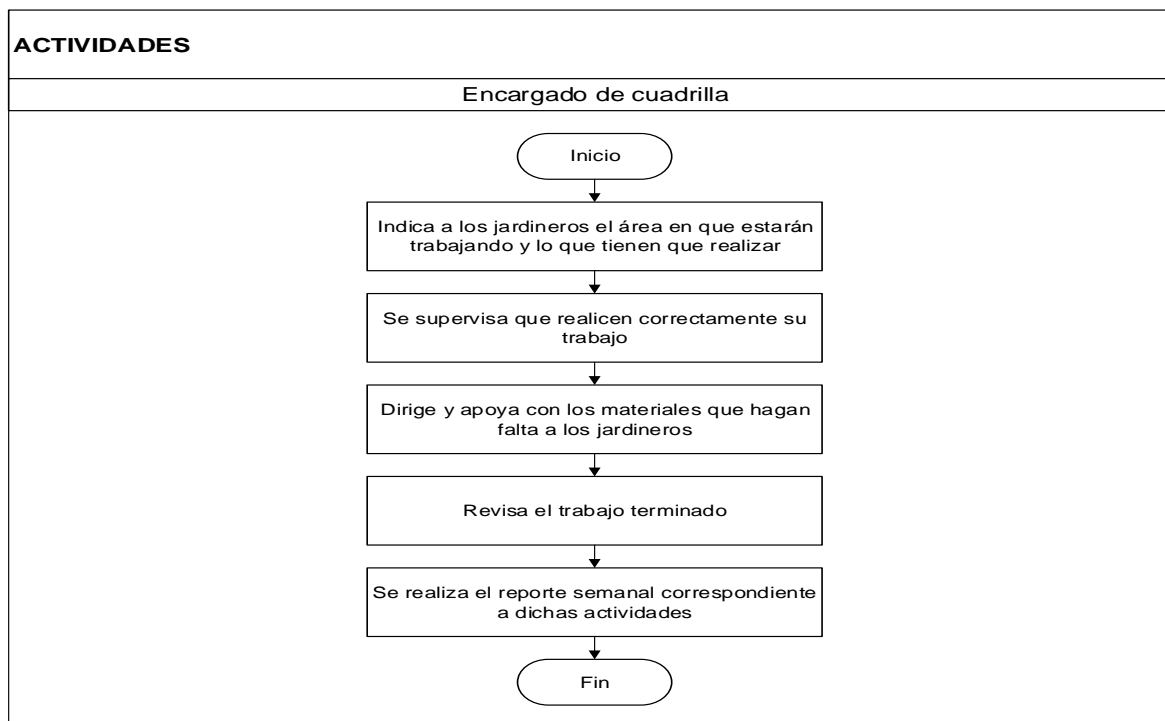 ACTIVIDADES
Encargado de cuadrilla
Inicio
Indica a los jardineros el área en que estarán
trabajando y lo que tienen que realizar
Se supervisa que realicen correctamente su
trabajo
Dirige y apoya con los materiales que hagan
falta a los jardineros
Revisa el trabajo terminado
Se realiza el reporte semanal correspondiente
a dichas actividades
Fin